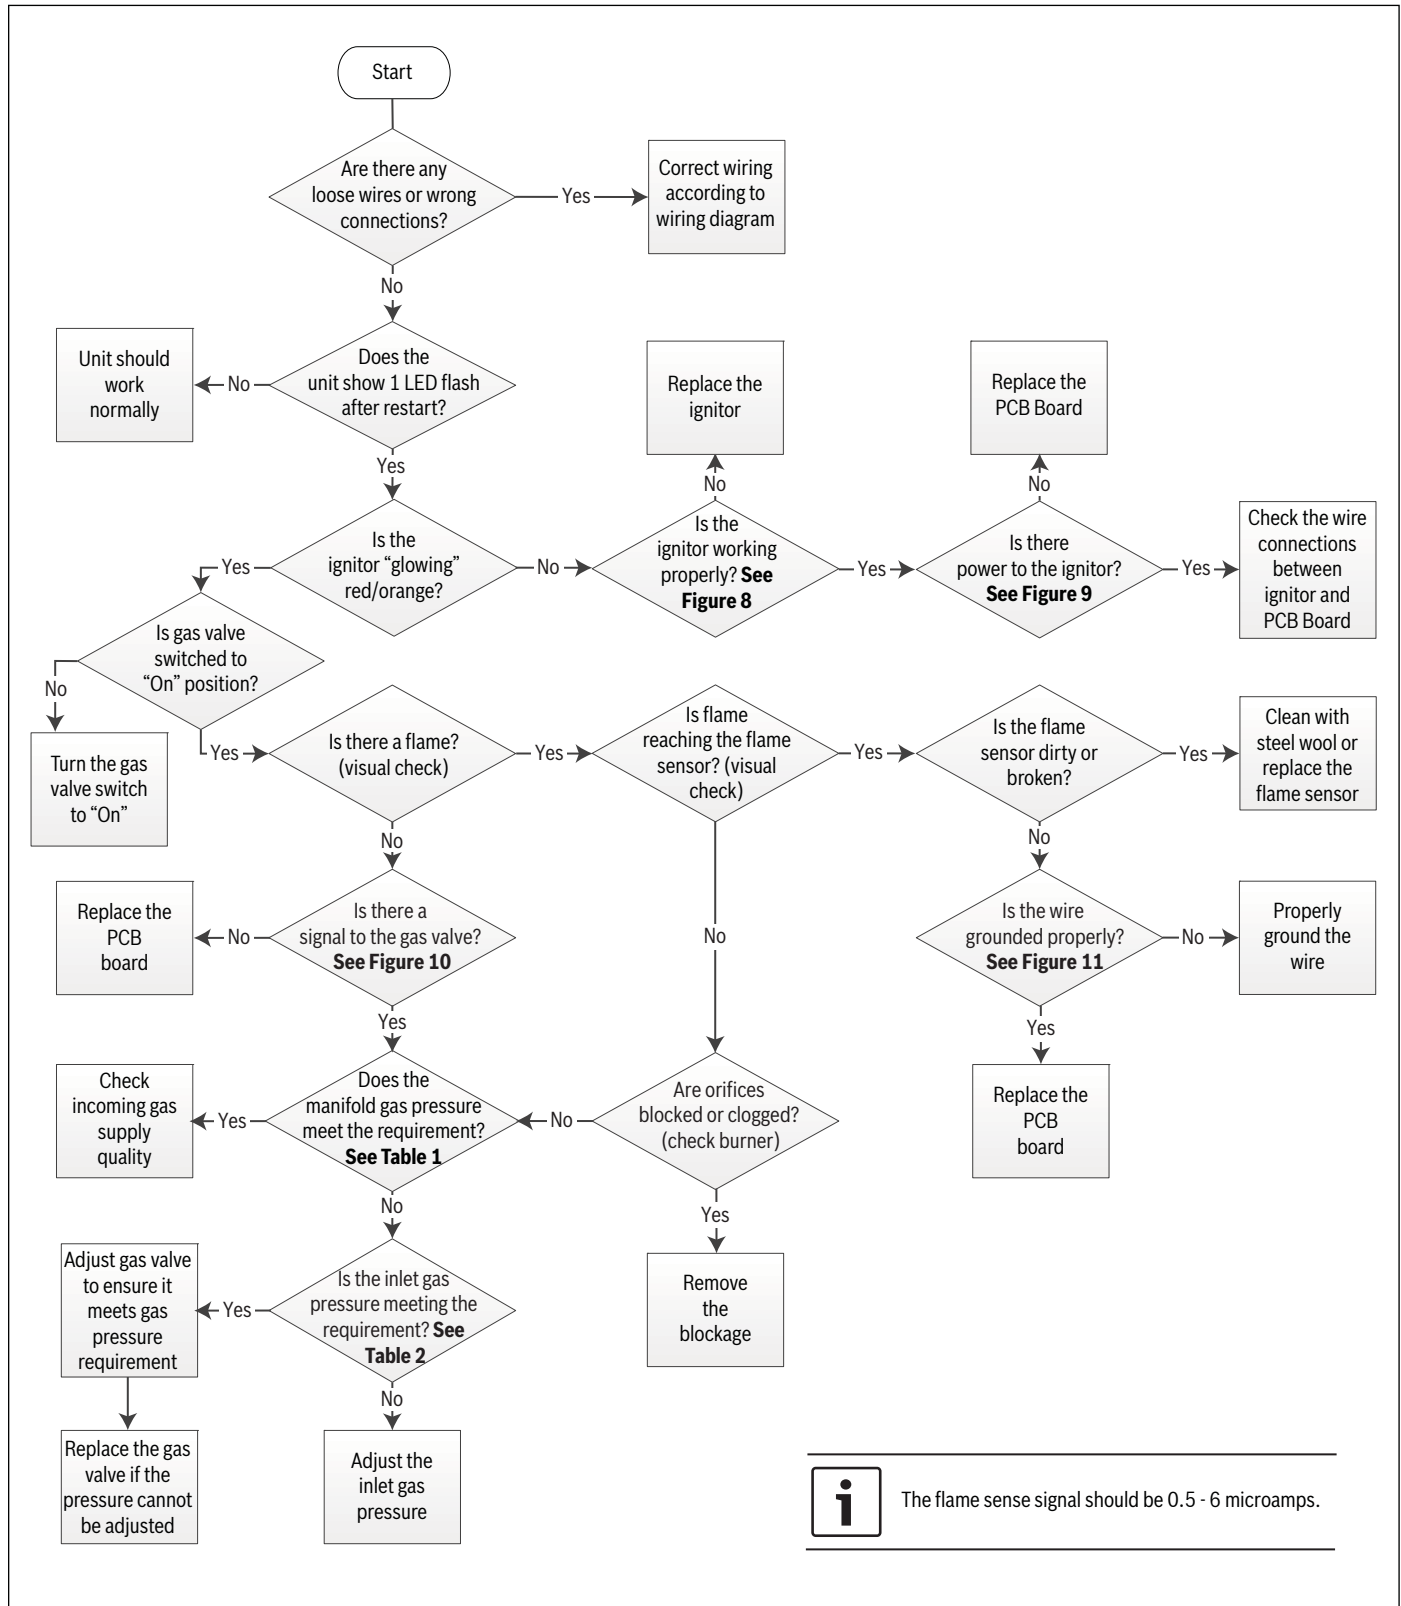 Start
Are there any
loose wires or wrong
connections?
Yes
Correct wiring
according to
wiring diagram
No
Unit should
work
normally
No
Does the
unit show 1 LED flash
after restart?
Yes
Replace the
ignitor
Replace the
PCB Board
No
No
Yes
Is the
ignitor “glowing”
red/orange?
No
Is the
ignitor working
properly? See
Figure 8
Yes
Is there
power to the ignitor?
See Figure 9
Yes
Check the wire
connections
between
ignitor and
PCB Board
Is gas valve
switched to
“On” position?
No
Turn the gas
valve switch
to “On”
Yes
Is there a flame?
(visual check)
Yes
Is flame
reaching the flame
sensor? (visual
check)
Yes
Is the flame
sensor dirty or
broken?
Yes
Clean with
steel wool or
replace the
flame sensor
No
No
No
Replace the
PCB
board
No
Is there a
signal to the gas valve?
See Figure 10
Is the wire
grounded properly?
See Figure 11
No
Properly
ground the
wire
Yes
Yes
Check
incoming gas
supply
quality
Yes
Does the
manifold gas pressure
meet the requirement?
See Table 1
No
Are orifices
blocked or clogged?
(check burner)
Replace the
PCB
board
No
Yes
Adjust gas valve
to ensure it
meets gas
pressure
requirement
Yes
Is the inlet gas
pressure meeting the
requirement? See
Table 2
Remove
the
blockage
No
Replace the gas
valve if the
pressure cannot
be adjusted
Adjust the
inlet gas
pressure
i
The flame sense signal should be 0.5 - 6 microamps.